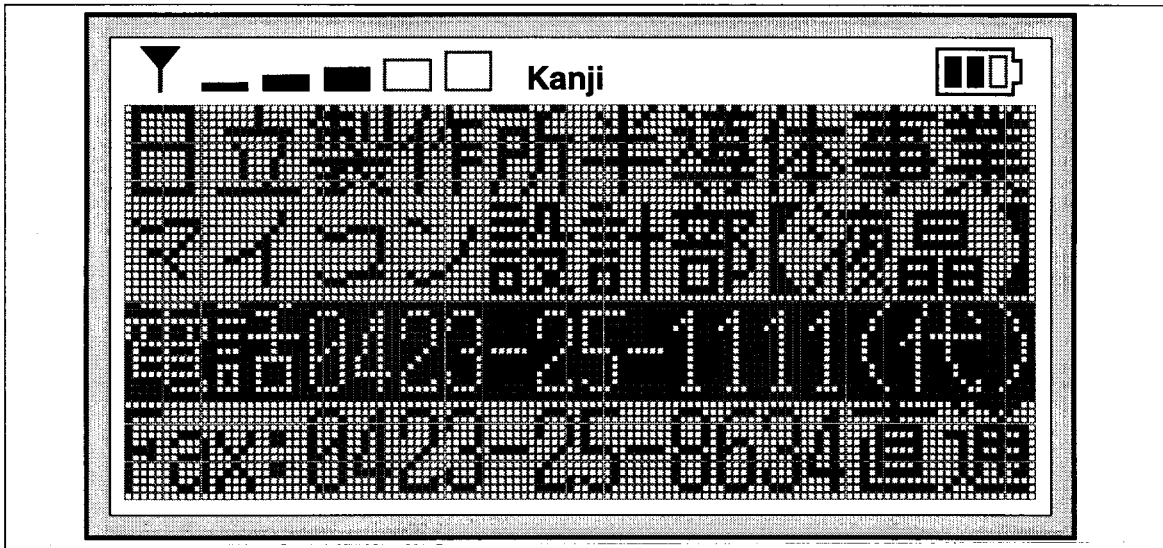 Kanji
日立製作所半導体事業
マイコン設計部【液晶】
電話0423-25-1111(代)
Fax:0423-25-8634直通